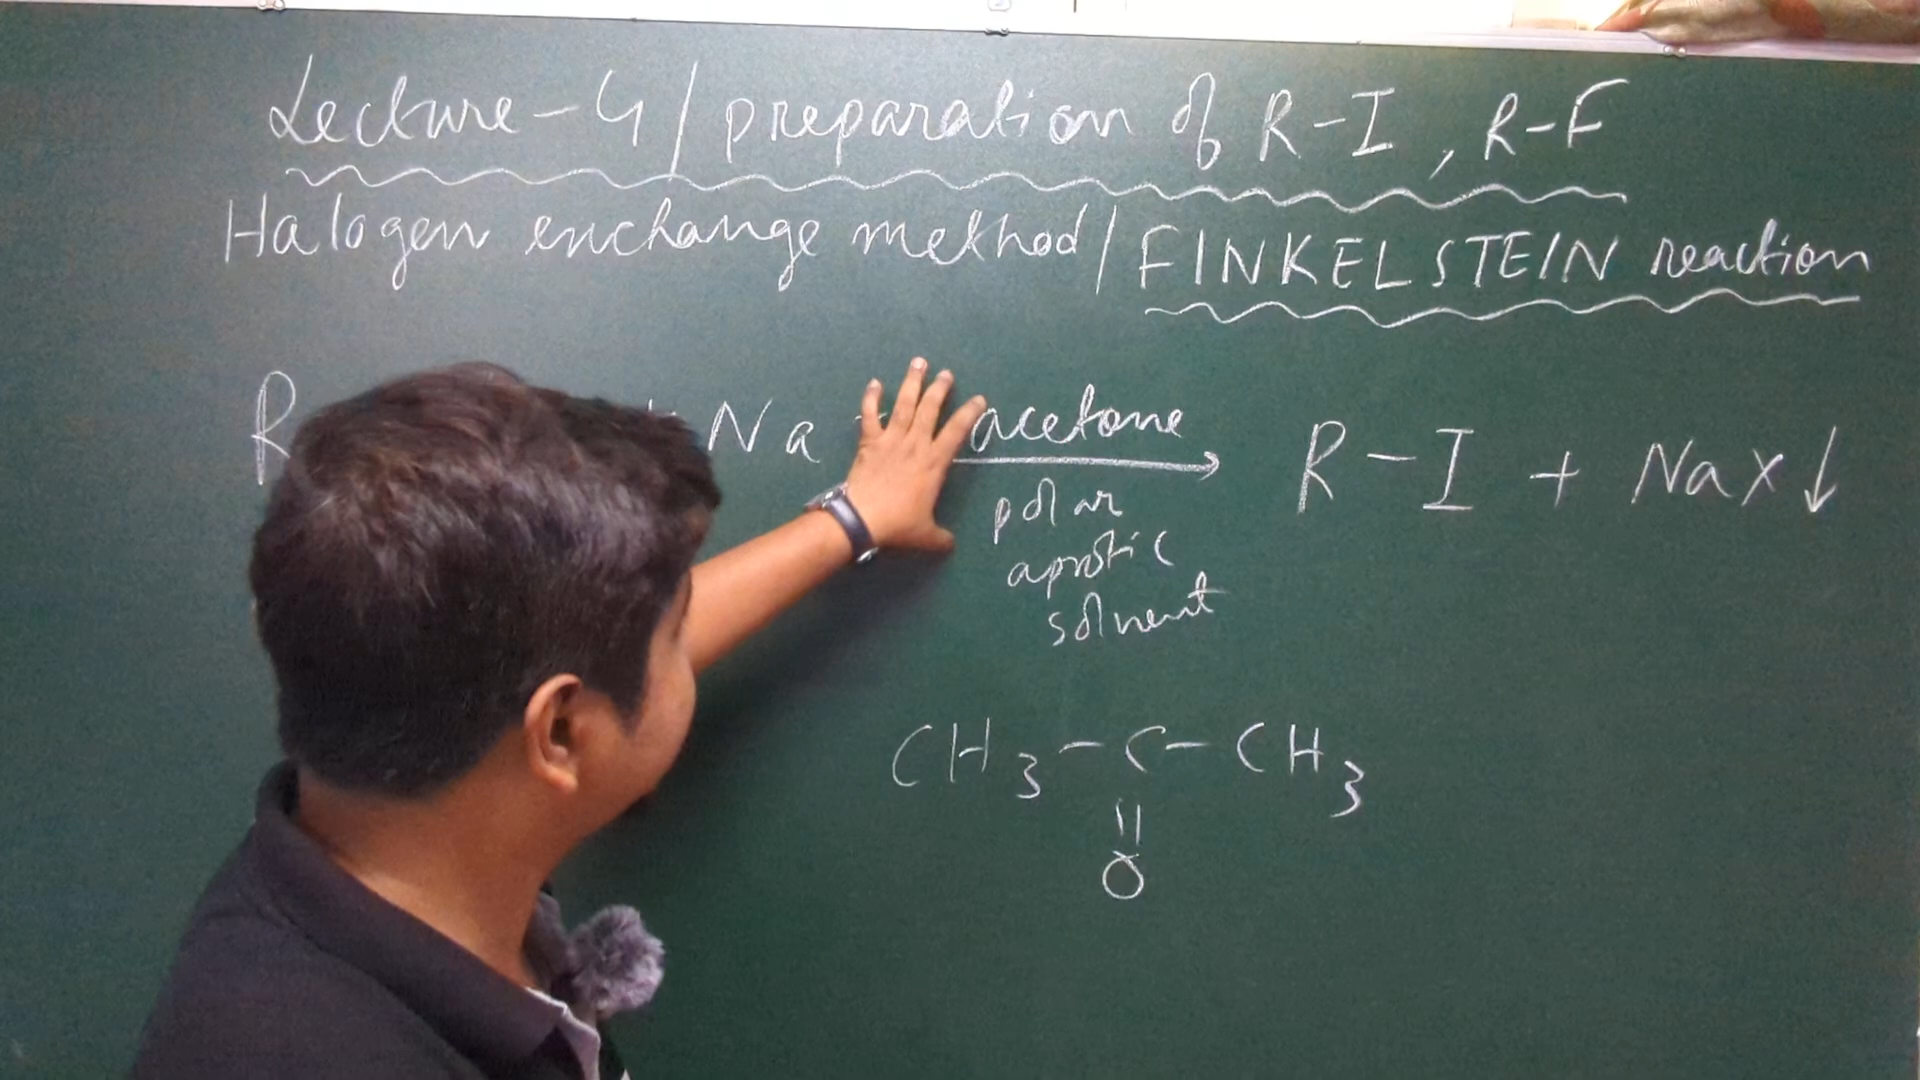 Lecture-4/preparation of R-I, R-F
Halogen enchange method/FINKELSTEIN reaction
R + Na acetone → R-I + NaX↓
polar
aprotic
solvent
CH3-C-CH3
||
O